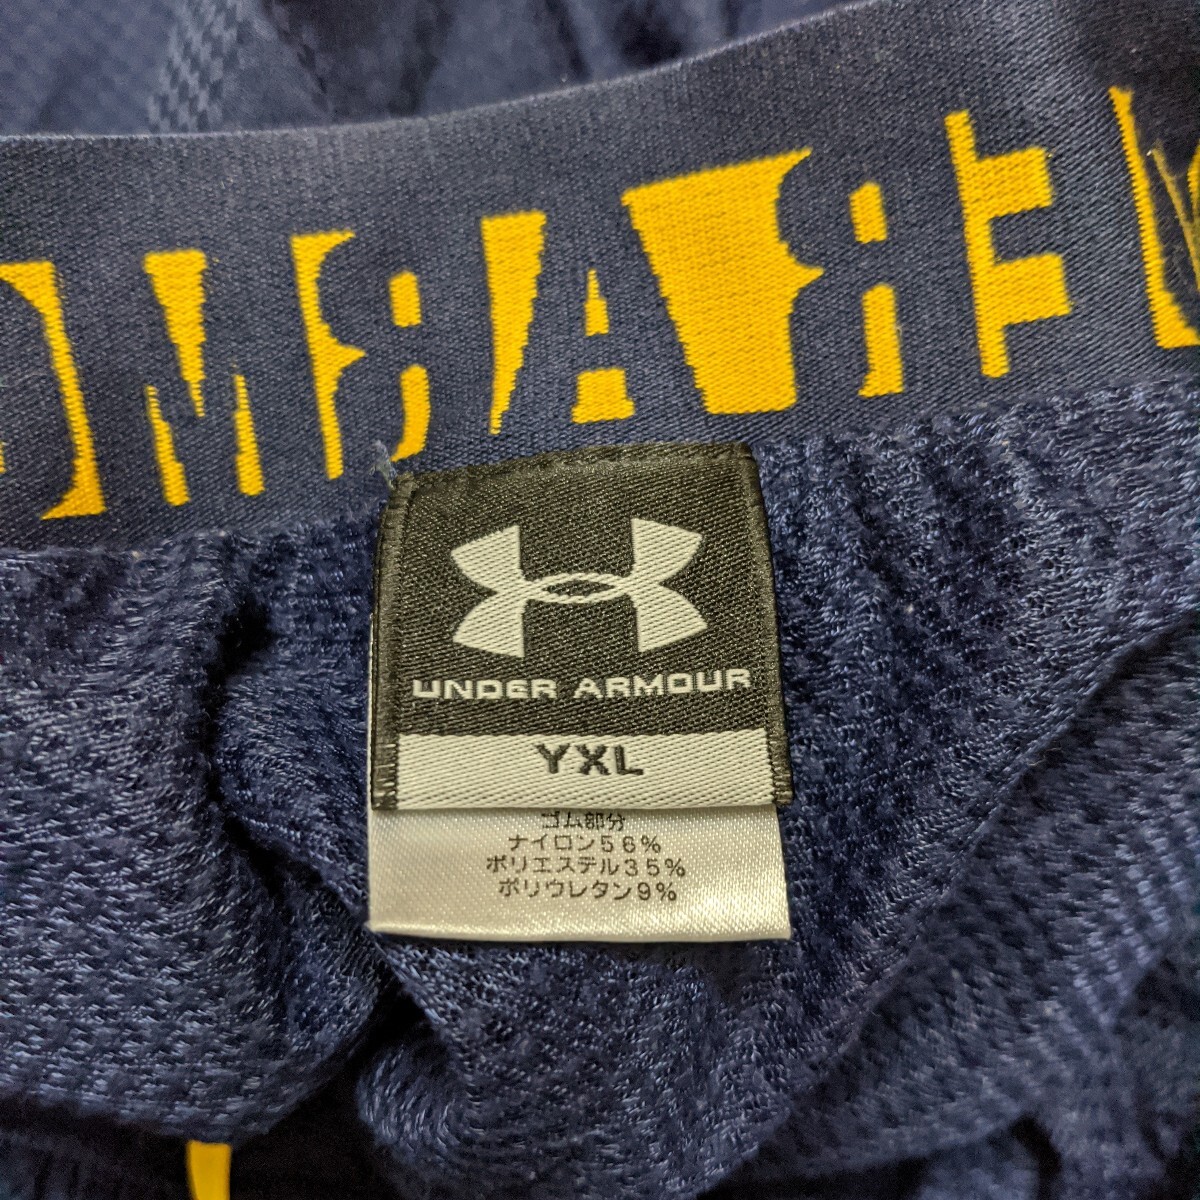 UNDER ARMOUR
YXL
ゴム部分
ナイロン56%
ポリエステル35%
ポリウレタン9%